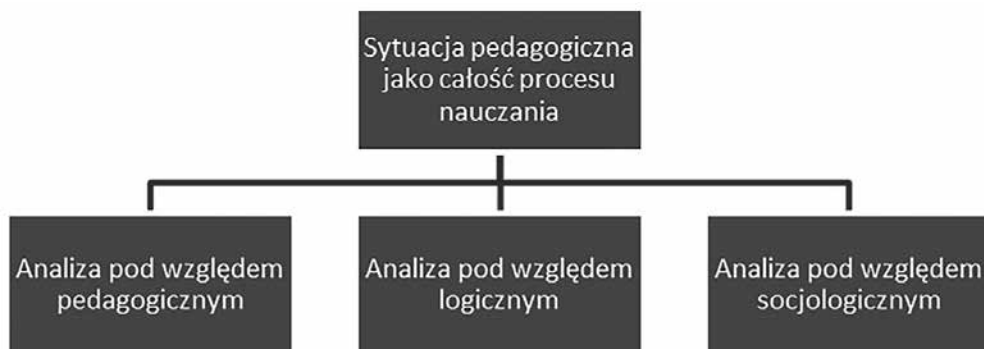 Sytuacja pedagogiczna
jako całość procesu
nauczania
Analiza pod względem
pedagogicznym
Analiza pod względem
logicznym
Analiza pod względem
socjologicznym